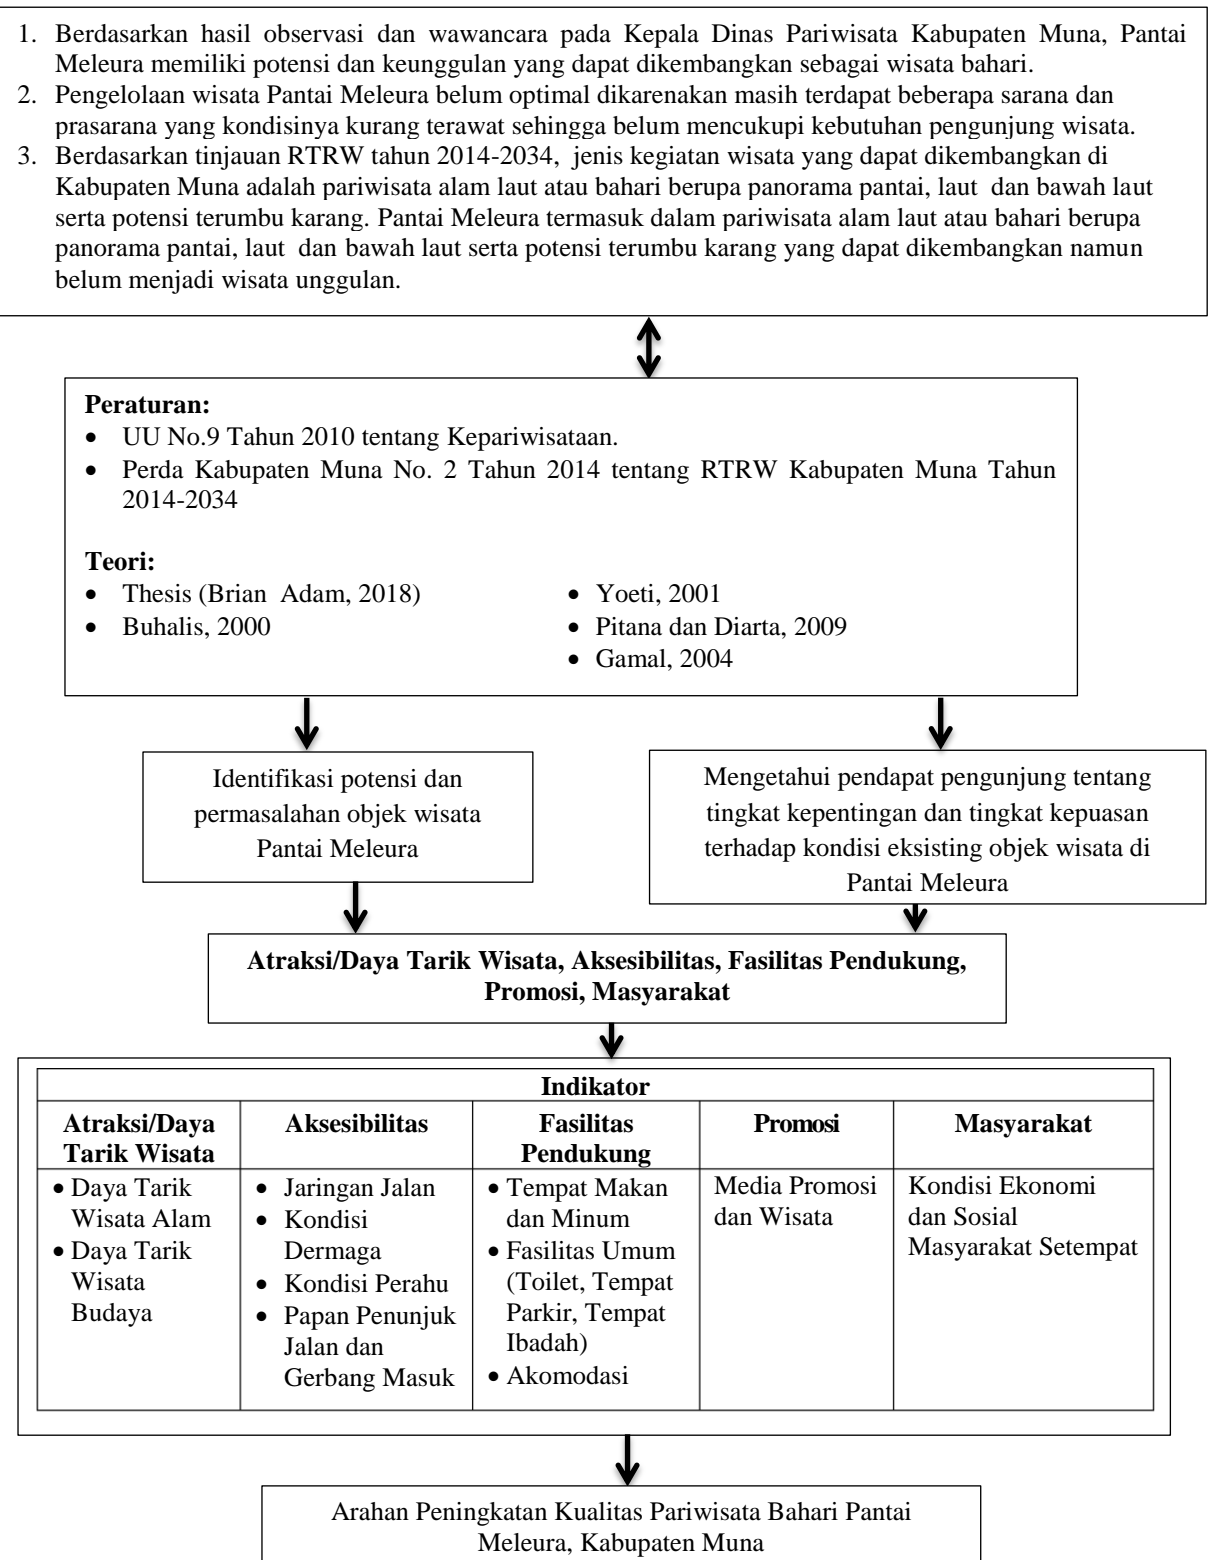 1. Berdasarkan hasil observasi dan wawancara pada Kepala Dinas Pariwisata Kabupaten Muna, Pantai
Meleura memiliki potensi dan keunggulan yang dapat dikembangkan sebagai wisata bahari.
2. Pengelolaan wisata Pantai Meleura belum optimal dikarenakan masih terdapat beberapa sarana dan
prasarana yang kondisinya kurang terawat sehingga belum mencukupi kebutuhan pengunjung wisata.
3. Berdasarkan tinjauan RTRW tahun 2014-2034, jenis kegiatan wisata yang dapat dikembangkan di
Kabupaten Muna adalah pariwisata alam laut atau bahari berupa panorama pantai, laut dan bawah laut
serta potensi terumbu karang. Pantai Meleura termasuk dalam pariwisata alam laut atau bahari berupa
panorama pantai, laut dan bawah laut serta potensi terumbu karang yang dapat dikembangkan namun
belum menjadi wisata unggulan.
Peraturan:
• UU No.9 Tahun 2010 tentang Kepariwisataan.
• Perda Kabupaten Muna No. 2 Tahun 2014 tentang RTRW Kabupaten Muna Tahun
2014-2034
Teori:
• Thesis (Brian Adam, 2018)
• Buhalis, 2000
• Yoeti, 2001
• Pitana dan Diarta, 2009
• Gamal, 2004
Identifikasi potensi dan
permasalahan objek wisata
Pantai Meleura
Mengetahui pendapat pengunjung tentang
tingkat kepentingan dan tingkat kepuasan
terhadap kondisi eksisting objek wisata di
Pantai Meleura
Atraksi/Daya Tarik Wisata, Aksesibilitas, Fasilitas Pendukung,
Promosi, Masyarakat
Indikator
Atraksi/Daya
Tarik Wisata
Aksesibilitas
Fasilitas
Pendukung
Promosi
Masyarakat
• Daya Tarik
Wisata Alam
• Daya Tarik
Wisata
Budaya
• Jaringan Jalan
• Kondisi
Dermaga
• Kondisi Perahu
• Papan Penunjuk
Jalan dan
Gerbang Masuk
• Tempat Makan
dan Minum
• Fasilitas Umum
(Toilet, Tempat
Parkir, Tempat
Ibadah)
• Akomodasi
Media Promosi
dan Wisata
Kondisi Ekonomi
dan Sosial
Masyarakat Setempat
Arahan Peningkatan Kualitas Pariwisata Bahari Pantai
Meleura, Kabupaten Muna